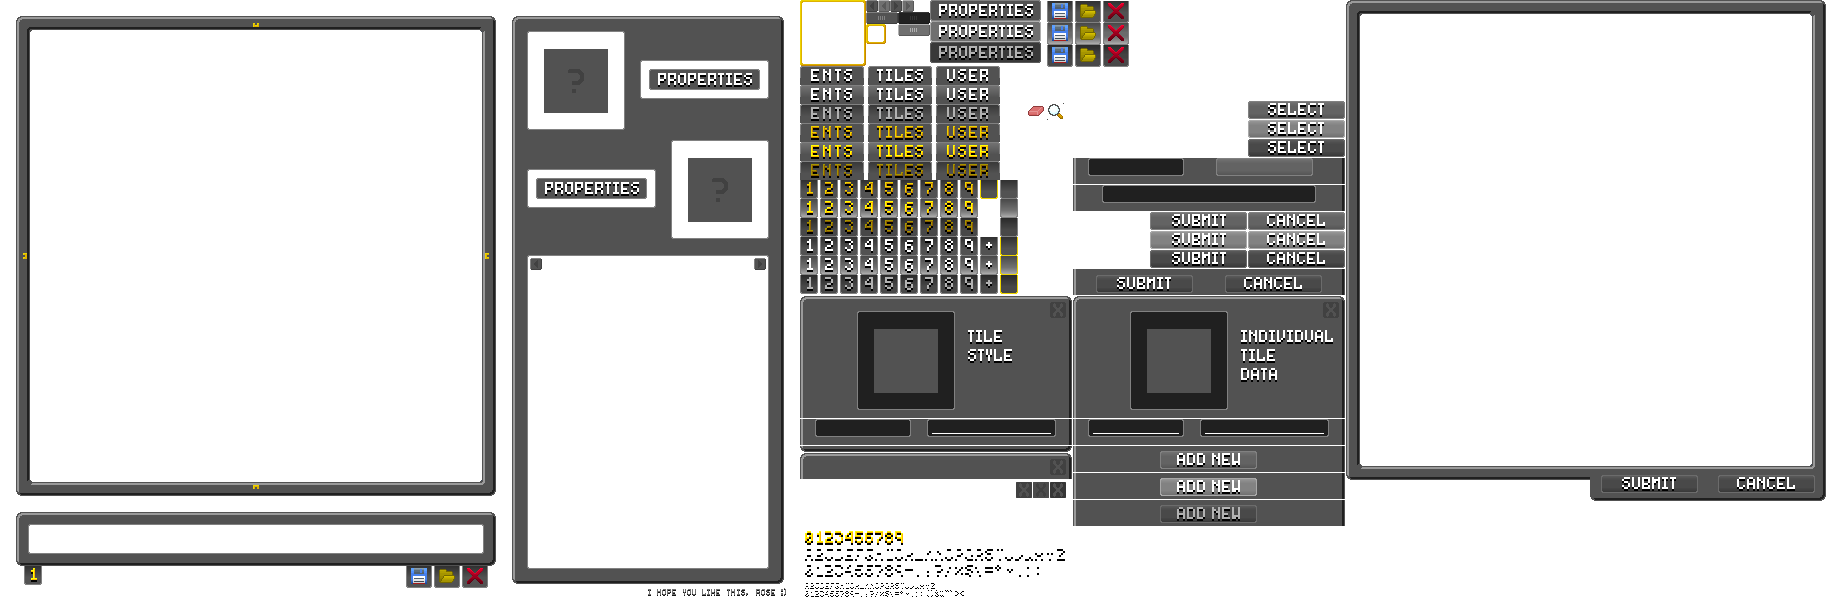 ?
PROPERTIES
PROPERTIES
?
1
I HOPE YOU LIKE THIS, ROSE :)
PROPERTIES
PROPERTIES
PROPERTIES
ENTS TILES USER
ENTS TILES USER
ENTS TILES USER
ENTS TILES USER
ENTS TILES USER
ENTS TILES USER
1 2 3 4 5 6 7 8 9
1 2 3 4 5 6 7 8 9
1 2 3 4 5 6 7 8 9
1 2 3 4 5 6 7 8 9 +
1 2 3 4 5 6 7 8 9 +
1 2 3 4 5 6 7 8 9 +
X
TILE
STYLE
X
X X X
0123456789
SELECT
SELECT
SELECT
SUBMIT CANCEL
SUBMIT CANCEL
SUBMIT CANCEL
SUBMIT CANCEL
X
INDIVIDUAL
TILE
DATA
ADD NEW
ADD NEW
ADD NEW
SUBMIT CANCEL